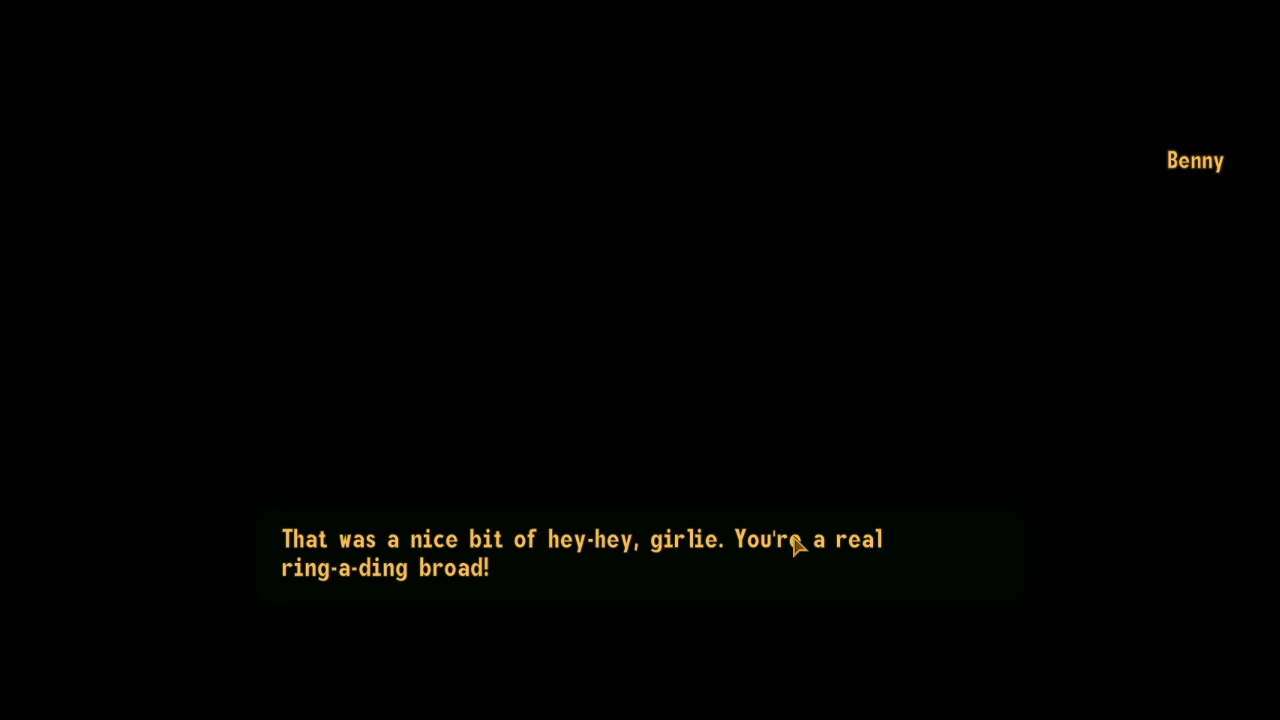 Benny
That was a nice bit of hey-hey, girlie. You're a real
ring-a-ding broad!